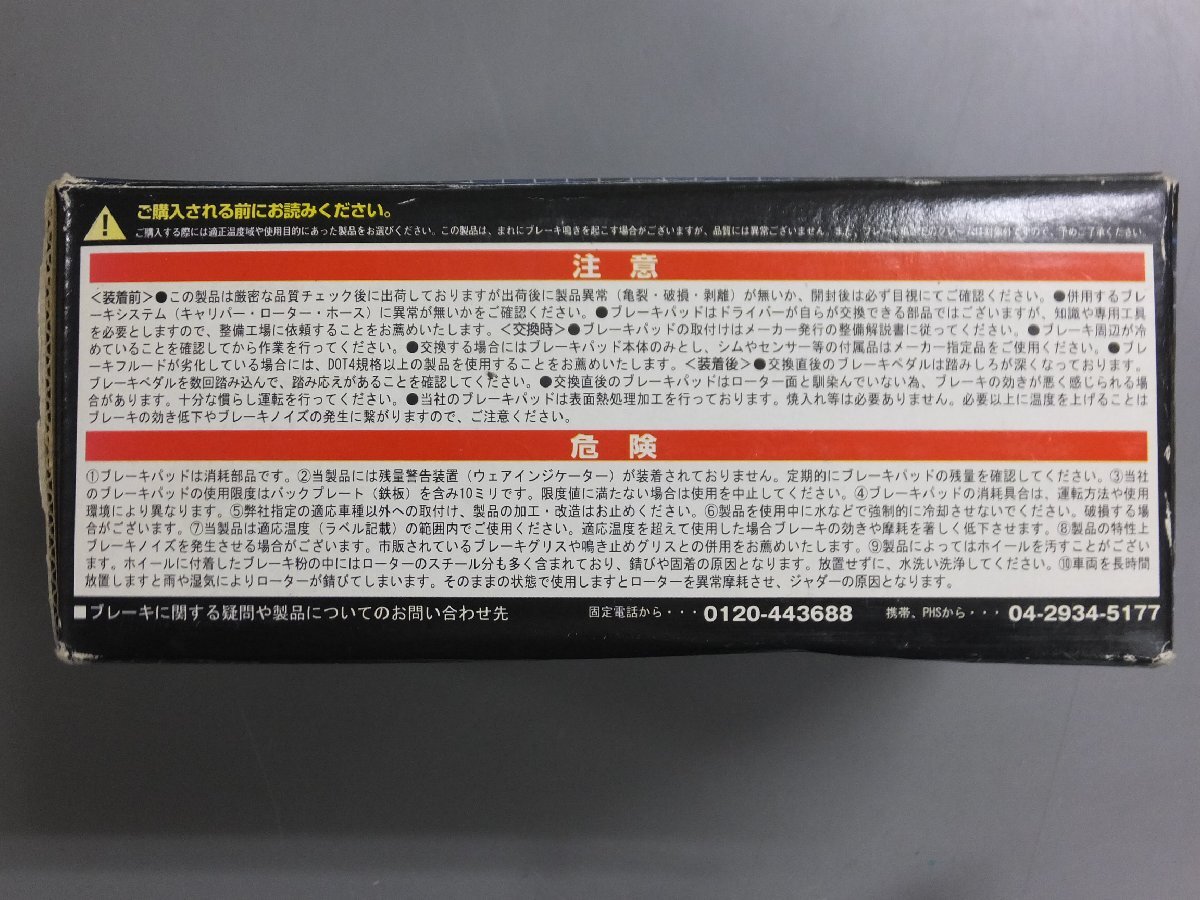 ご購入される前にお読みください。
ご購入する際には適正温度域や使用目的にあった製品をお選びください。この製品は、まれにブレーキ鳴きを起こす場合がございますが、品質には異常ございません。また、ブレーキ鳴きでのクレームは対象外ですので、予めご了承ください。
注意
<装着前>●この製品は厳密な品質チェック後に出荷しておりますが出荷後に製品異常（亀裂・破損・剥離）が無いか、開封後は必ず目視にてご確認ください。●併用するブレ
ーキシステム（キャリパー・ローター・ホース）に異常が無いかをご確認ください。●ブレーキパッドはドライバーが自らが交換できる部品ではございますが、知識や専用工具
を必要としますので、整備工場に依頼することをお薦めいたします。<交換時>●ブレーキパッドの取付けはメーカー発行の整備解説書に従ってください。●ブレーキ周辺が冷
めていることを確認してから作業を行ってください。●交換する場合にはブレーキパッド本体のみとし、シムやセンサー等の付属品はメーカー指定品をご使用ください。●ブレ
ーキフルードが劣化している場合には、DOT4規格以上の製品を使用することをお薦めいたします。<装着後>●交換直後のブレーキペダルは踏みしろが深くなっております。
ブレーキペダルを数回踏み込んで、踏み応えがあることを確認してください。●交換直後のブレーキパッドはローター面と馴染んでいない為、ブレーキの効きが悪く感じられる場
合があります。十分な慣らし運転を行ってください。●当社のブレーキパッドは表面熱処理加工を行っております。焼入れ等は必要ありません。必要以上に温度を上げることは
ブレーキの効き低下やブレーキノイズの発生に繋がりますので、ご注意ください。
危険
①ブレーキパッドは消耗部品です。②当製品には残量警告装置（ウェアインジケーター）が装着されておりません。定期的にブレーキパッドの残量を確認してください。③当社
のブレーキパッドの使用限度はバックプレート（鉄板）を含み10ミリです。限度値に満たない場合は使用を中止してください。④ブレーキパッドの消耗具合は、運転方法や使用
環境により異なります。⑤弊社指定の適応車種以外への取付け、製品の加工・改造はお止めください。⑥製品を使用中に水などで強制的に冷却させないでください。破損する場
合がございます。⑦当製品は適応温度（ラベル記載）の範囲内でご使用ください。適応温度を超えて使用した場合ブレーキの効きや摩耗を著しく低下させます。⑧製品の特性上
ブレーキノイズを発生させる場合がございます。市販されているブレーキグリスや鳴き止めグリスとの併用をお薦めいたします。⑨製品によってはホイールを汚すことがござい
ます。ホイールに付着したブレーキ粉の中にはローターのスチール分も多く含まれており、錆びや固着の原因となります。放置せずに、水洗い洗浄してください。⑩車両を長時間
放置しますと雨や湿気によりローターが錆びてしまいます。そのままの状態で使用しますとローターを異常摩耗させ、ジャダーの原因となります。
■ブレーキに関する疑問や製品についてのお問い合わせ先 固定電話から・・・ 0120-443688 携帯、PHSから・・・ 04-2934-5177